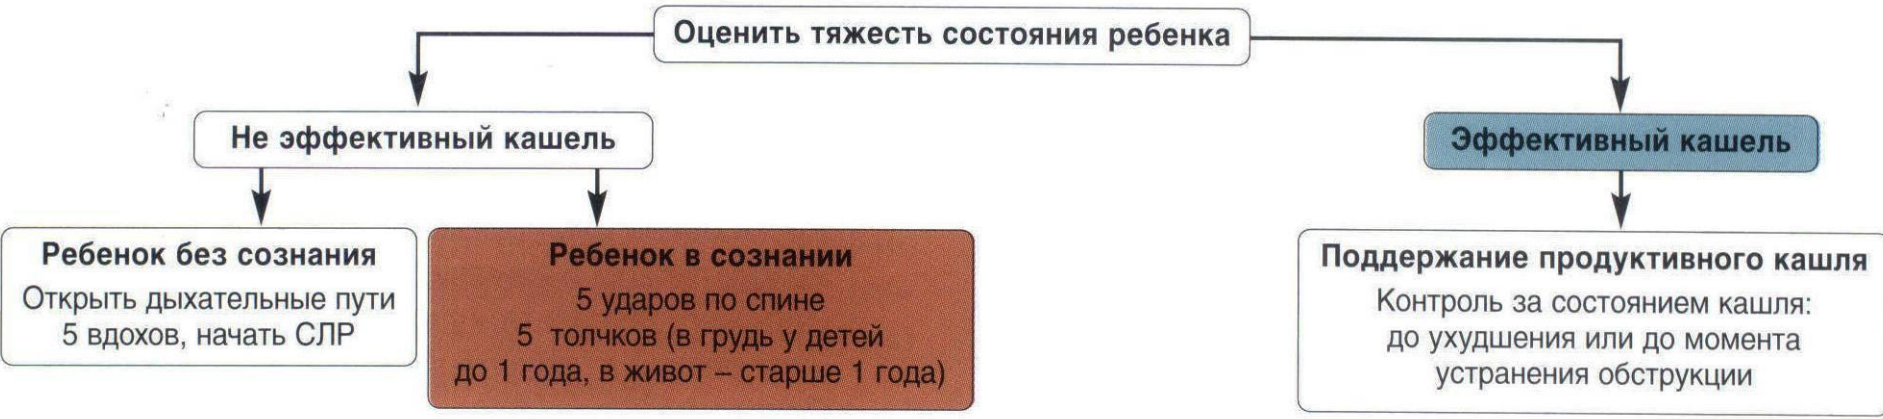 Оценить тяжесть состояния ребенка
Не эффективный кашель
Эффективный кашель
Ребенок без сознания
Открыть дыхательные пути
5 вдохов, начать СЛР
Ребенок в сознании
5 ударов по спине
5 толчков (в грудь у детей
до 1 года, в живот – старше 1 года)
Поддержание продуктивного кашля
Контроль за состоянием кашля:
до ухудшения или до момента
устранения обструкции